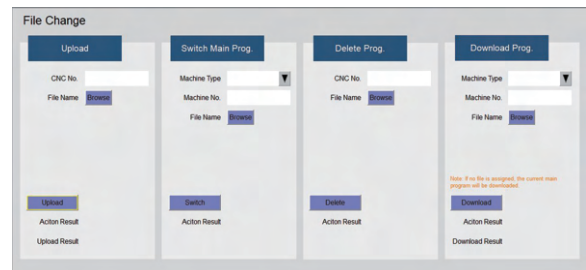 File Change
Upload
CNC No.
File Name Browse
Upload
Aciton Result
Upload Result
Switch Main Prog.
Machine Type
Machine No.
File Name Browse
Switch
Aciton Result
Delete Prog.
CNC No.
File Name Browse
Delete
Aciton Result
Download Prog.
Machine Type
Machine No.
File Name Browse
Note: If no file is assigned, the current main
program will be downloaded.
Download
Aciton Result
Download Result